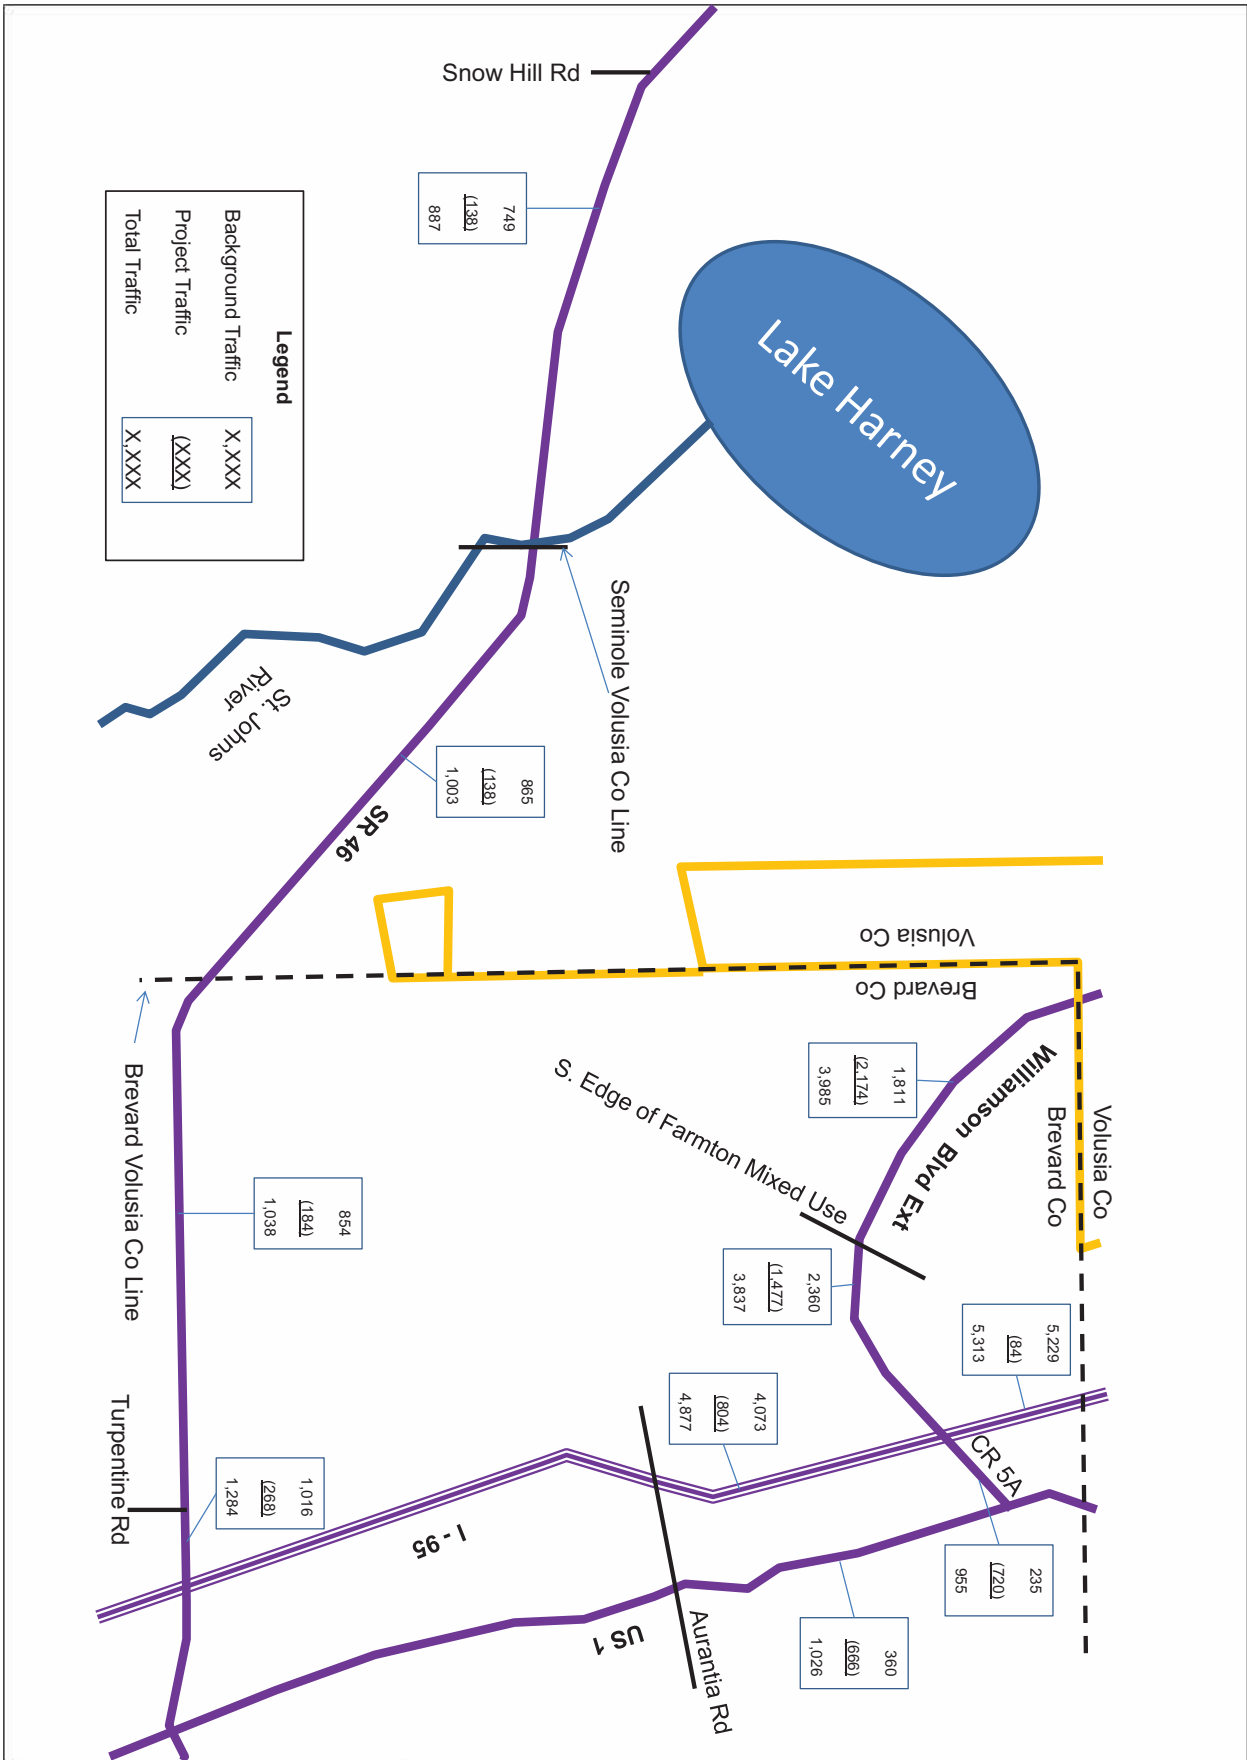 Snow Hill Rd
749
(138)
887
Lake Harney
Legend
Background Traffic
X,XXX
Project Traffic
(XXX)
Total Traffic
X,XXX
Seminole Volusia Co Line
St. Johns
River
865
(138)
1,003
SR 46
Volusia Co
Brevard Co
Volusia Co
Brevard Co
Williamson Blvd Ext
1,811
(2,174)
3,985
S. Edge of Farmton Mixed Use
2,360
(1,477)
3,837
5,229
(84)
5,313
4,073
(804)
4,877
CR 5A
235
(720)
955
360
(666)
1,026
Brevard Volusia Co Line
854
(184)
1,038
Turpentine Rd
1,016
(268)
1,284
I - 95
US 1
Aurantia Rd